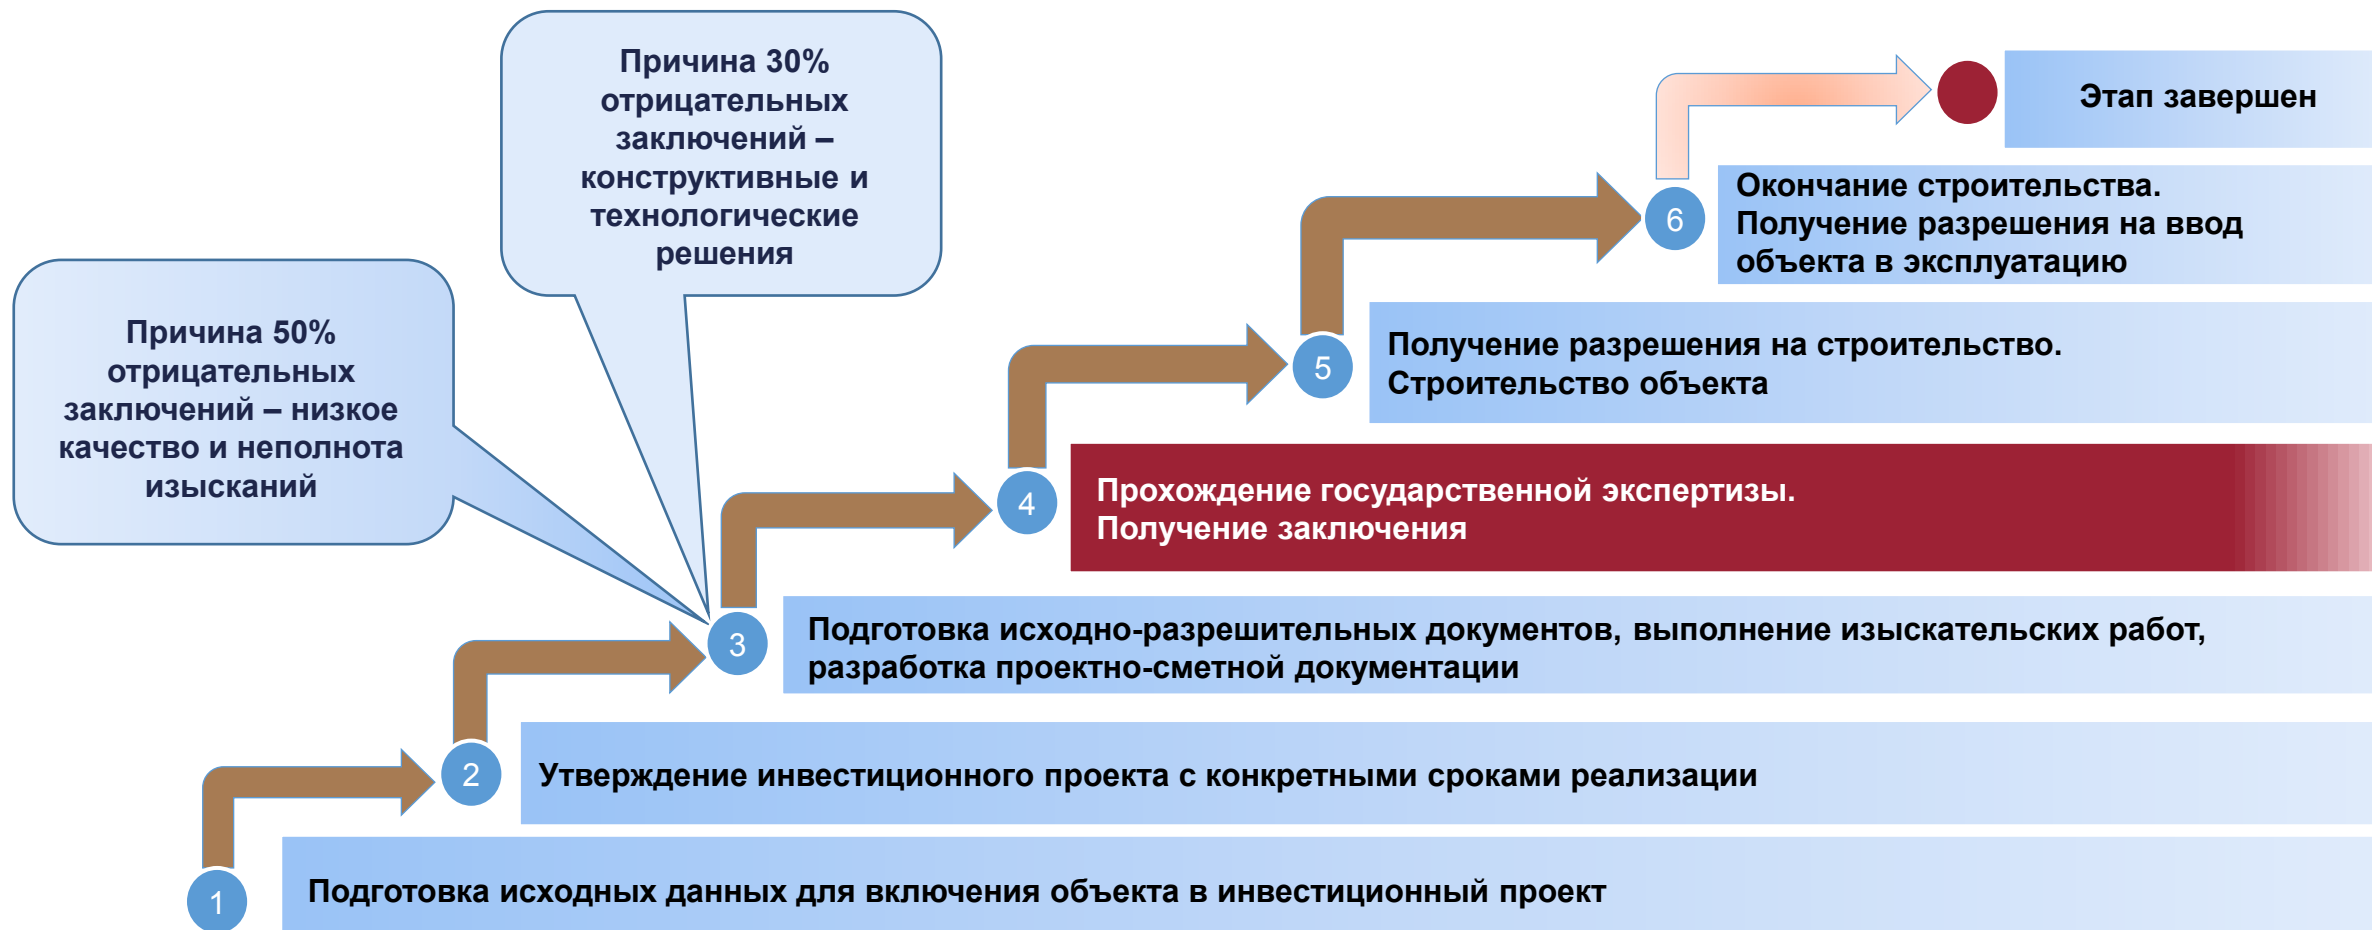 Причина 30%
отрицательных
заключений –
конструктивные и
технологические
решения
Причина 50%
отрицательных
заключений – низкое
качество и неполнота
изысканий
Этап завершен
6
Окончание строительства.
Получение разрешения на ввод
объекта в эксплуатацию
5
Получение разрешения на строительство.
Строительство объекта
4
Прохождение государственной экспертизы.
Получение заключения
3
Подготовка исходно-разрешительных документов, выполнение изыскательских работ,
разработка проектно-сметной документации
2
Утверждение инвестиционного проекта с конкретными сроками реализации
1
Подготовка исходных данных для включения объекта в инвестиционный проект